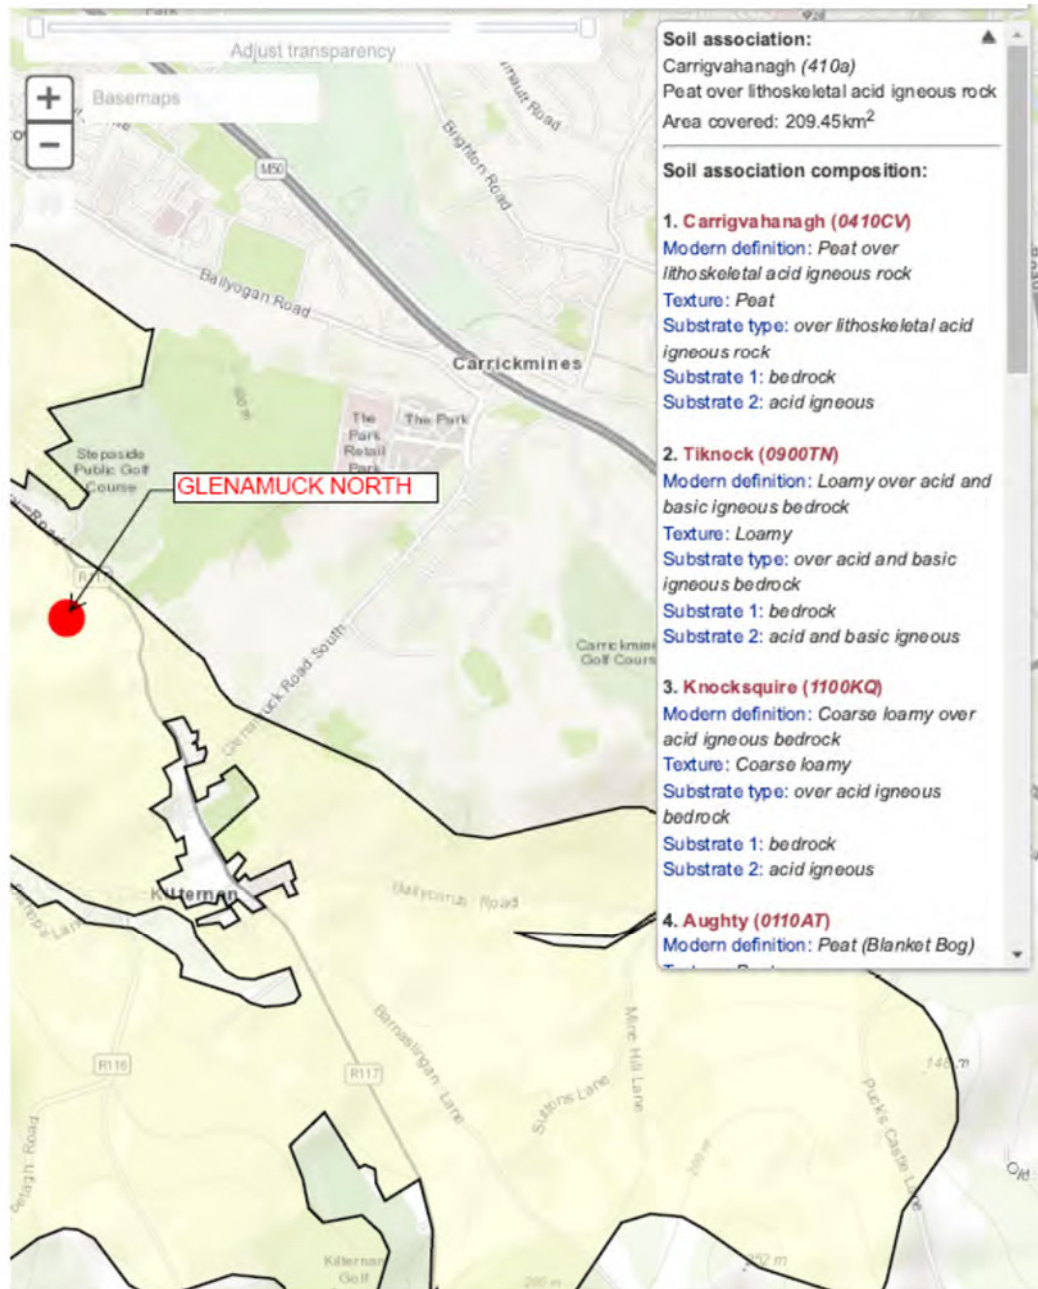 Adjust transparency
Basemaps
M50
Brighton Road
Ballyogan Road
Carrickmines
The
Park
Retail
Park
The Park
Stepaside
Public Golf
Course
GLENAMUCK NORTH
Glenamuck Road South
Golf Cours
Kilternan
Ballycorus Road
Barnaslingan Lane
Suttons Lane
Mine Hill Lane
Puck's Castle Lane
R116
R117
Kilternan
Golf
Old
Soil association:
Carrigvahanagh (410a)
Peat over lithoskeletal acid igneous rock
Area covered: 209.45km2
Soil association composition:
1. Carrigvahanagh (0410CV)
Modern definition: Peat over
lithoskeletal acid igneous rock
Texture: Peat
Substrate type: over lithoskeletal acid
igneous rock
Substrate 1: bedrock
Substrate 2: acid igneous
2. Tiknock (0900TN)
Modern definition: Loamy over acid and
basic igneous bedrock
Texture: Loamy
Substrate type: over acid and basic
igneous bedrock
Substrate 1: bedrock
Substrate 2: acid and basic igneous
3. Knocksquire (1100KQ)
Modern definition: Coarse loamy over
acid igneous bedrock
Texture: Coarse loamy
Substrate type: over acid igneous
bedrock
Substrate 1: bedrock
Substrate 2: acid igneous
4. Aughty (0110AT)
Modern definition: Peat (Blanket Bog)